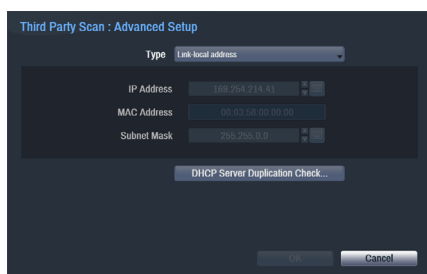 Third Party Scan : Advanced Setup
Type Link-local address
IP Address 169.254.214.41
MAC Address 00:03:58:00:00:00
Subnet Mask 255.255.0.0
DHCP Server Duplication Check...
OK Cancel